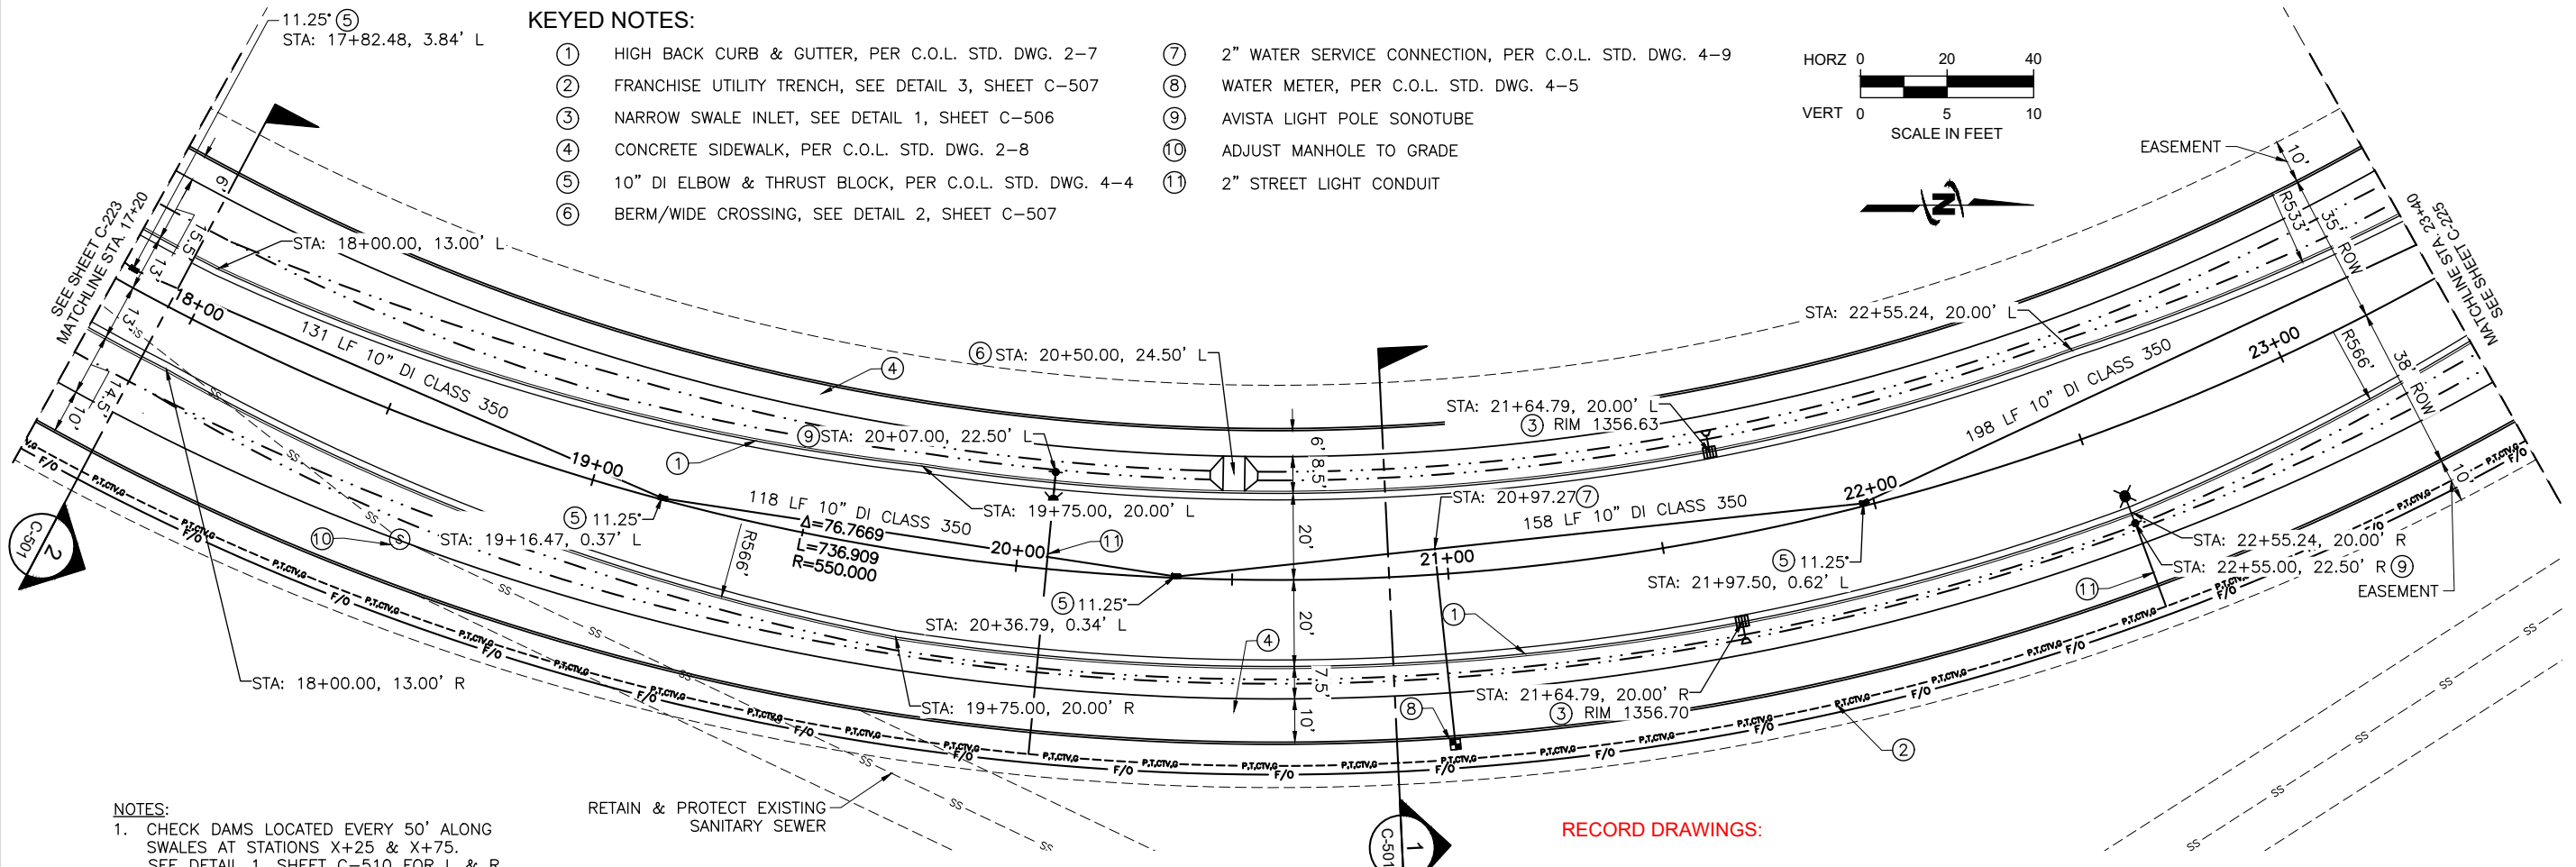 11.25° 5
STA: 17+82.48, 3.84' L
KEYED NOTES:
1 HIGH BACK CURB & GUTTER, PER C.O.L. STD. DWG. 2-7
2 FRANCHISE UTILITY TRENCH, SEE DETAIL 3, SHEET C-507
3 NARROW SWALE INLET, SEE DETAIL 1, SHEET C-506
4 CONCRETE SIDEWALK, PER C.O.L. STD. DWG. 2-8
5 10" DI ELBOW & THRUST BLOCK, PER C.O.L. STD. DWG. 4-4
6 BERM/WIDE CROSSING, SEE DETAIL 2, SHEET C-507
7 2" WATER SERVICE CONNECTION, PER C.O.L. STD. DWG. 4-9
8 WATER METER, PER C.O.L. STD. DWG. 4-5
9 AVISTA LIGHT POLE SONOTUBE
10 ADJUST MANHOLE TO GRADE
11 2" STREET LIGHT CONDUIT
HORZ 0 20 40
VERT 0 5 10
SCALE IN FEET
N
SEE SHEET C-223
MATCHLINE STA. 17+20
6'
15.5'
13'
13'
14.5'
10'
STA: 18+00.00, 13.00' L
18+00
131 LF 10" DI CLASS 350
19+00
1
4
9 STA: 20+07.00, 22.50' L
6 STA: 20+50.00, 24.50' L
5 11.25°
STA: 19+16.47, 0.37' L
10
S
118 LF 10" DI CLASS 350
Δ=76.7669
L=736.909
R=550.000
R566'
20+00
STA: 19+75.00, 20.00' L
11
5 11.25°
STA: 20+36.79, 0.34' L
STA: 19+75.00, 20.00' R
STA: 18+00.00, 13.00' R
6'
8.5'
20'
20'
7.5'
10'
4
STA: 21+64.79, 20.00' L
3 RIM 1356.63
STA: 20+97.27 7
158 LF 10" DI CLASS 350
21+00
22+00
5 11.25°
STA: 21+97.50, 0.62' L
1
STA: 21+64.79, 20.00' R
3 RIM 1356.70
8
2
STA: 22+55.24, 20.00' L
198 LF 10" DI CLASS 350
23+00
EASEMENT
10'
R533'
35' ROW
R566'
38' ROW
10'
MATCHLINE STA. 23+40
SEE SHEET C-225
STA: 22+55.24, 20.00' R
STA: 22+55.00, 22.50' R 9
11
EASEMENT
2
C-501
1
C-501
P,T,CTV,G
F/O
SS
RETAIN & PROTECT EXISTING
SANITARY SEWER
RECORD DRAWINGS:
NOTES:
1. CHECK DAMS LOCATED EVERY 50' ALONG
SWALES AT STATIONS X+25 & X+75.
SEE DETAIL 1, SHEET C-510 FOR L & R